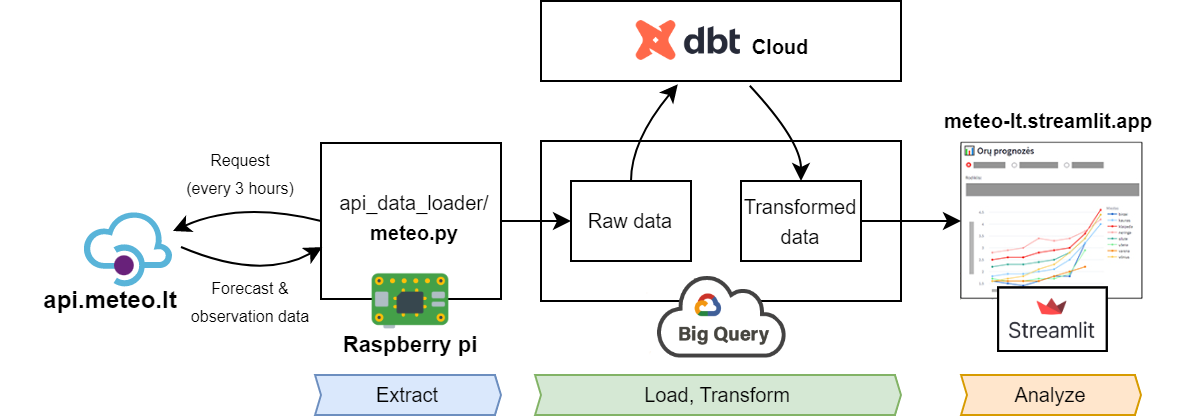 dbt Cloud
meteo-lt.streamlit.app
Orų prognozės
Request
(every 3 hours)
api_data_loader/
meteo.py
Raw data
Transformed
data
api.meteo.lt
Forecast &
observation data
Raspberry pi
Big Query
Streamlit
Extract
Load, Transform
Analyze